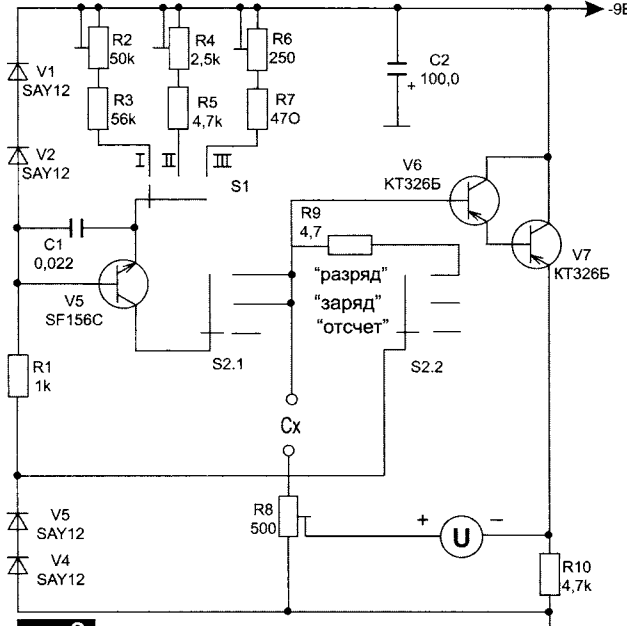 -9В
R2
50k
R4
2,5k
R6
250
C2
100,0
+
V1
SAY12
R3
56k
R5
4,7k
R7
47O
V2
SAY12
I
II
III
S1
V6
КТ326Б
R9
4,7
C1
0,022
V7
КТ326Б
V5
SF156C
"разряд"
"заряд"
"отсчет"
R1
1k
S2.1
S2.2
Cx
V5
SAY12
R8
500
+
U
−
V4
SAY12
R10
4,7k